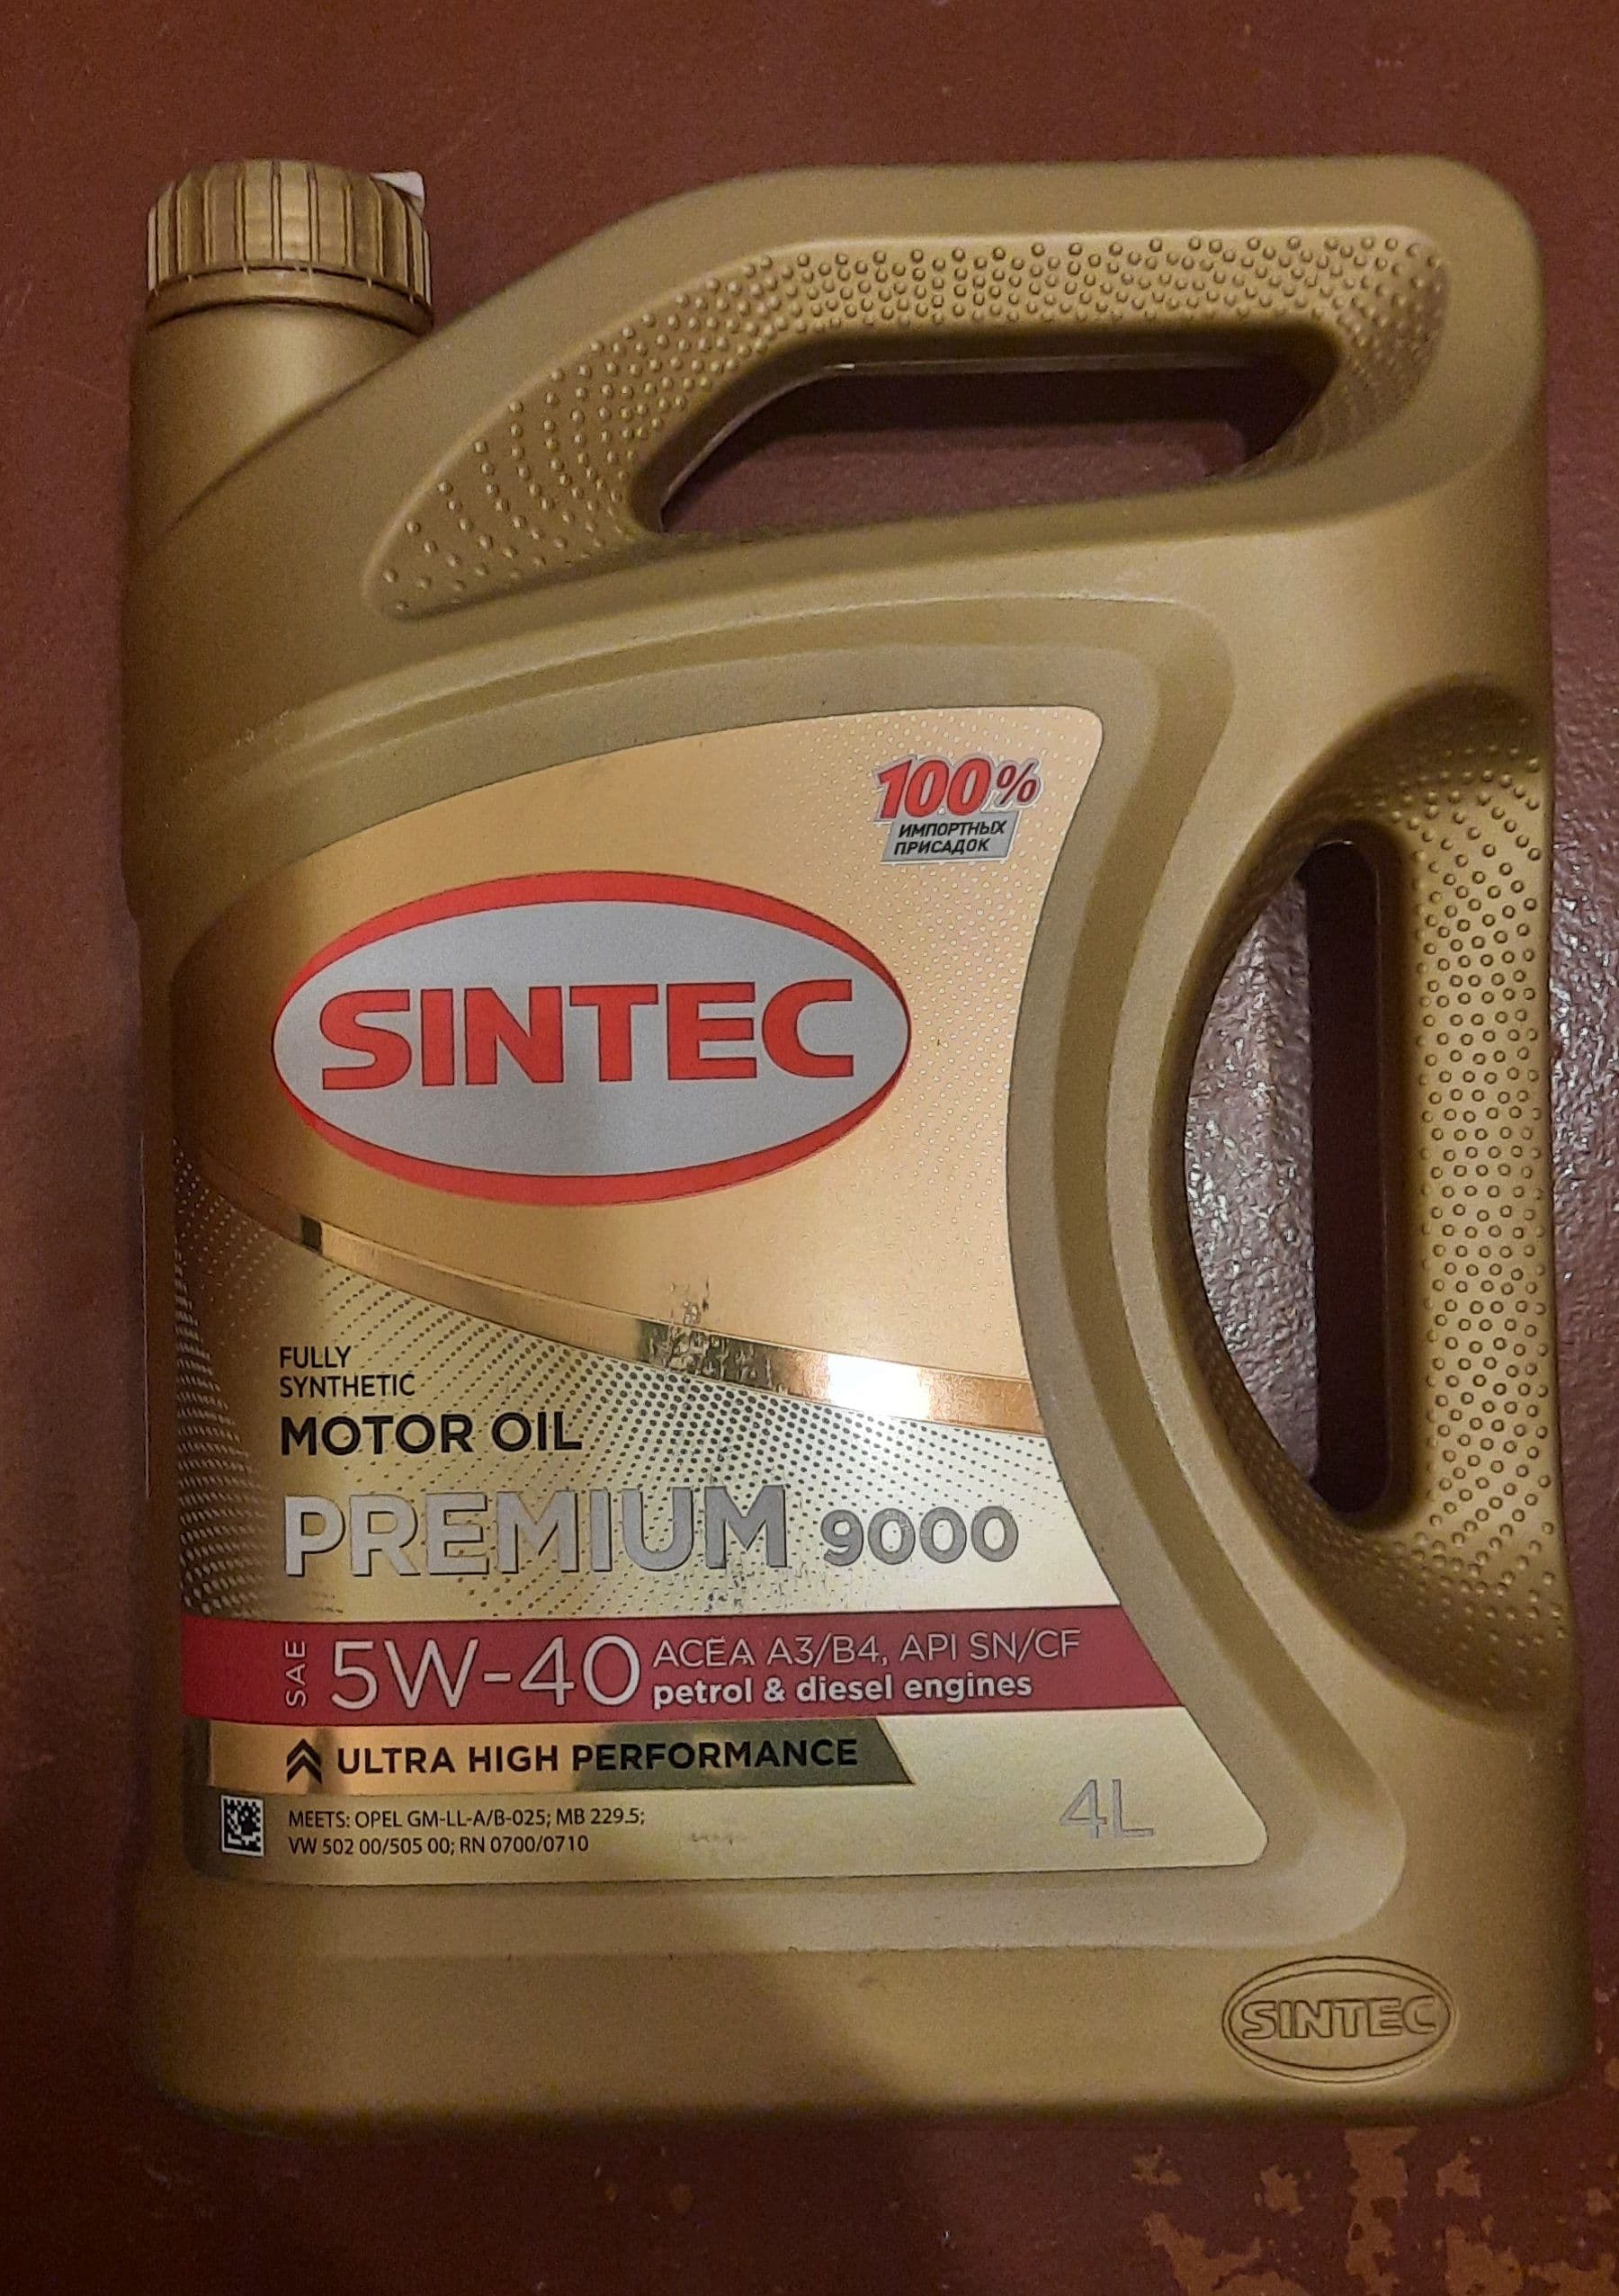 100%
ИМПОРТНЫХ
ПРИСАДОК
SINTEC
FULLY
SYNTHETIC
MOTOR OIL
PREMIUM 9000
SAE 5W-40 ACEA A3/B4, API SN/CF
petrol & diesel engines
ULTRA HIGH PERFORMANCE
4L
MEETS: OPEL GM-LL-A/B-025; MB 229.5;
VW 502 00/505 00; RN 0700/0710
SINTEC